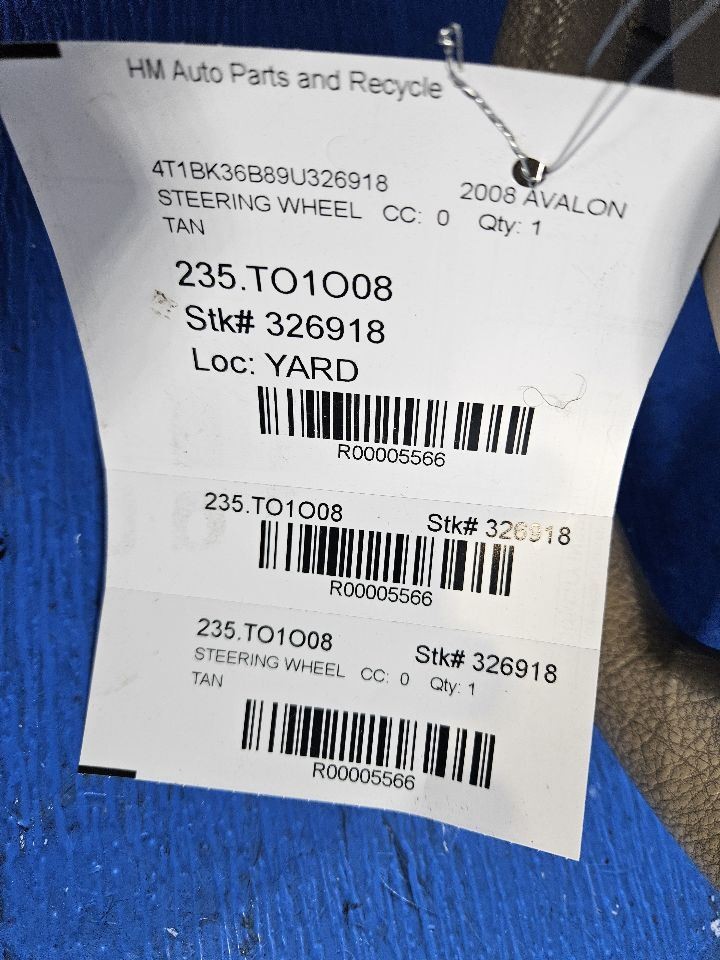 HM Auto Parts and Recycle
4T1BK36B89U326918 2008 AVALON
STEERING WHEEL CC: 0 Qty: 1
TAN
235.TO1O08
Stk# 326918
Loc: YARD
R00005566
235.TO1O08 Stk# 326918
R00005566
235.TO1O08 Stk# 326918
STEERING WHEEL CC: 0 Qty: 1
TAN
R00005566